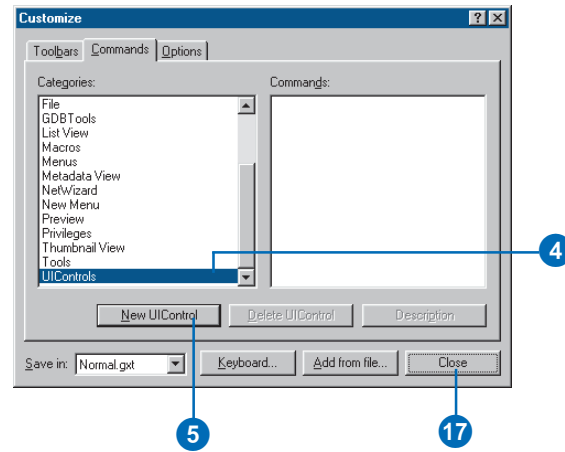 Customize
Toolbars Commands Options
Categories: Commands:
File
GDBTools
List View
Macros
Menus
Metadata View
NetWizard
New Menu
Preview
Privileges
Thumbnail View
Tools
UIControls
4
New UIControl Delete UIControl Description
Save in: Normal.gxt Keyboard... Add from file... Close
5 17